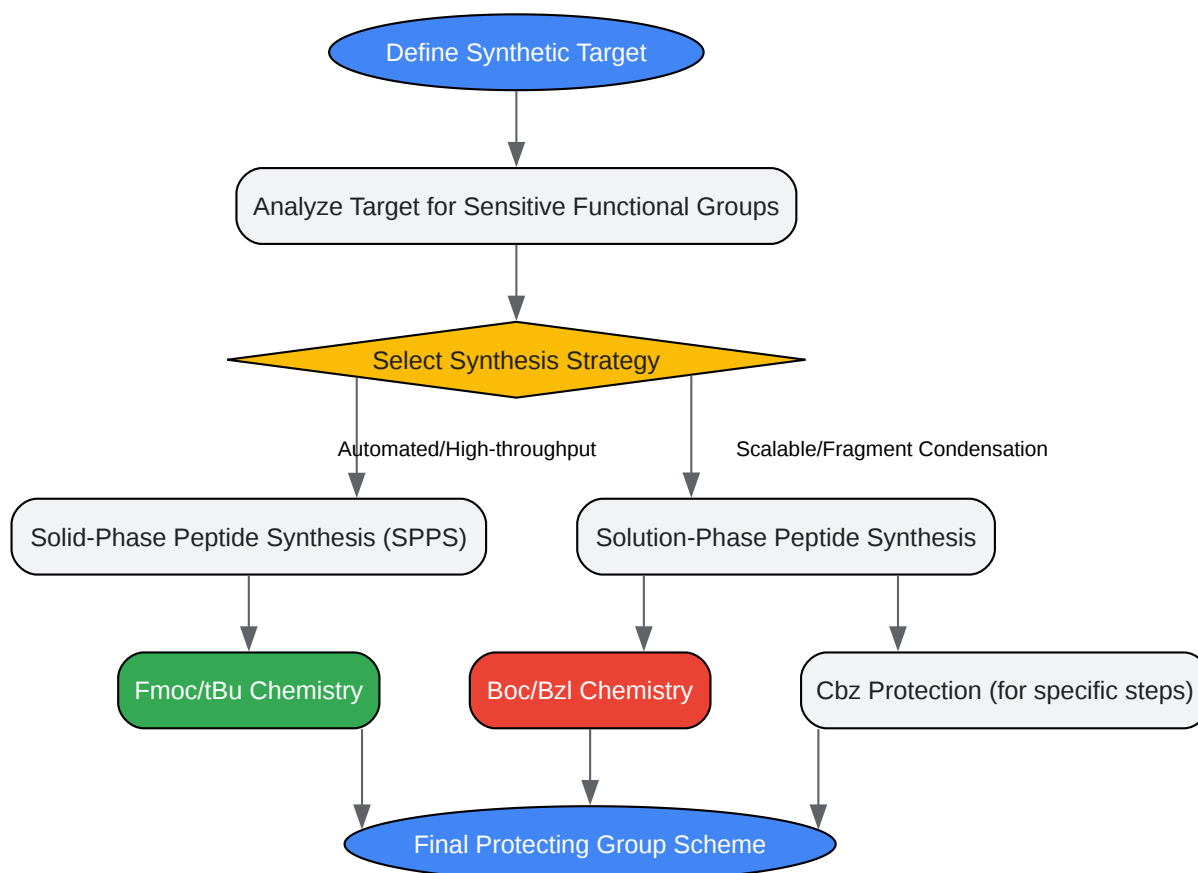 Define Synthetic Target
Analyze Target for Sensitive Functional Groups
Select Synthesis Strategy
Automated/High-throughput
Scalable/Fragment Condensation
Solid-Phase Peptide Synthesis (SPPS)
Solution-Phase Peptide Synthesis
Fmoc/tBu Chemistry
Boc/Bzl Chemistry
Cbz Protection (for specific steps)
Final Protecting Group Scheme